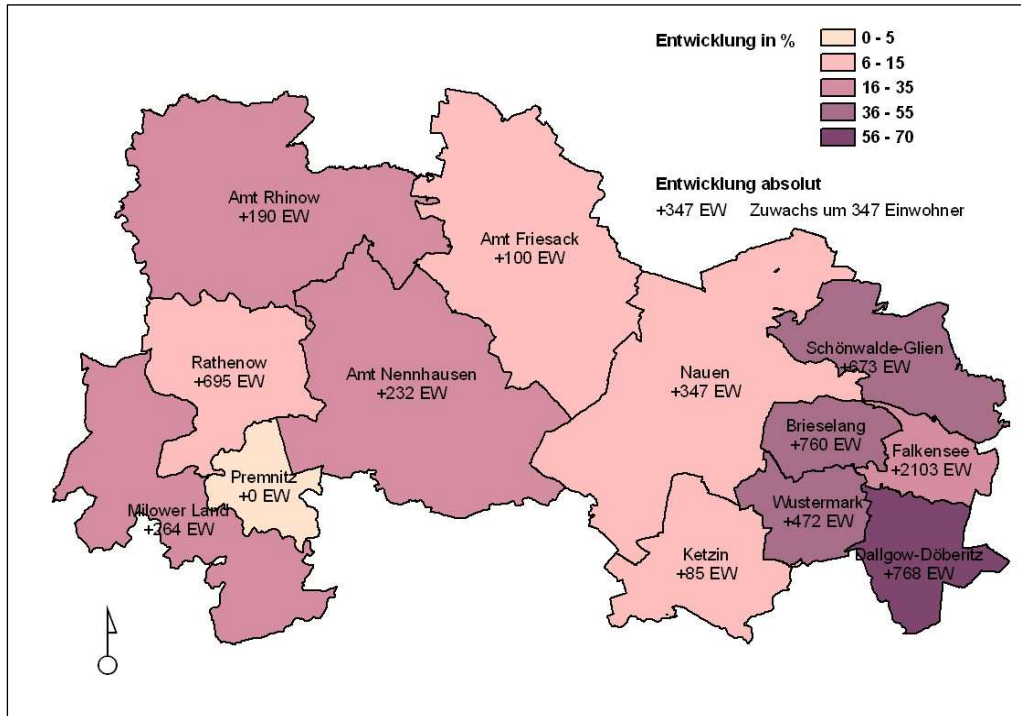 Entwicklung in %
0 - 5
6 - 15
16 - 35
36 - 55
56 - 70
Entwicklung absolut
+347 EW Zuwachs um 347 Einwohner
Amt Rhinow
+190 EW
Amt Friesack
+100 EW
Rathenow
+695 EW
Amt Nennhausen
+232 EW
Nauen
+347 EW
Schönwalde-Glien
+673 EW
Brieselang
+760 EW
Falkensee
+2103 EW
Premnitz
+0 EW
Milower Land
+264 EW
Wustermark
+472 EW
Ketzin
+85 EW
Dallgow-Döberitz
+768 EW